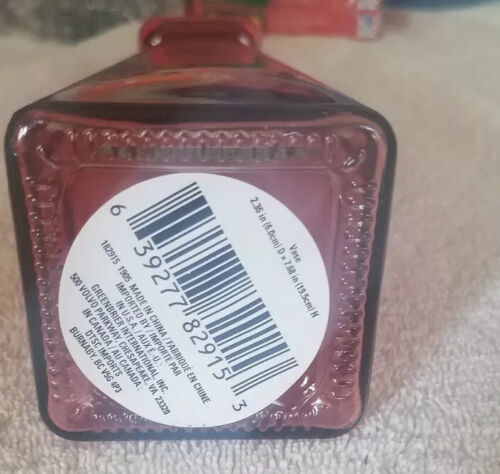 Vase
2.36 in (6.0cm) D x 7.68 in (19.5cm) H
6 39277 82915 3
182915 1905 MADE IN CHINA / FABRIQUÉ EN CHINE
IMPORTED BY / IMPORTÉ PAR
IN U.S.A. / AUX É.-U. :
GREENBRIER INTERNATIONAL, INC.
500 VOLVO PARKWAY, CHESAPEAKE, VA 23320
IN CANADA / AU CANADA :
DTSC IMPORTS
BURNABY, BC V5G 4P3